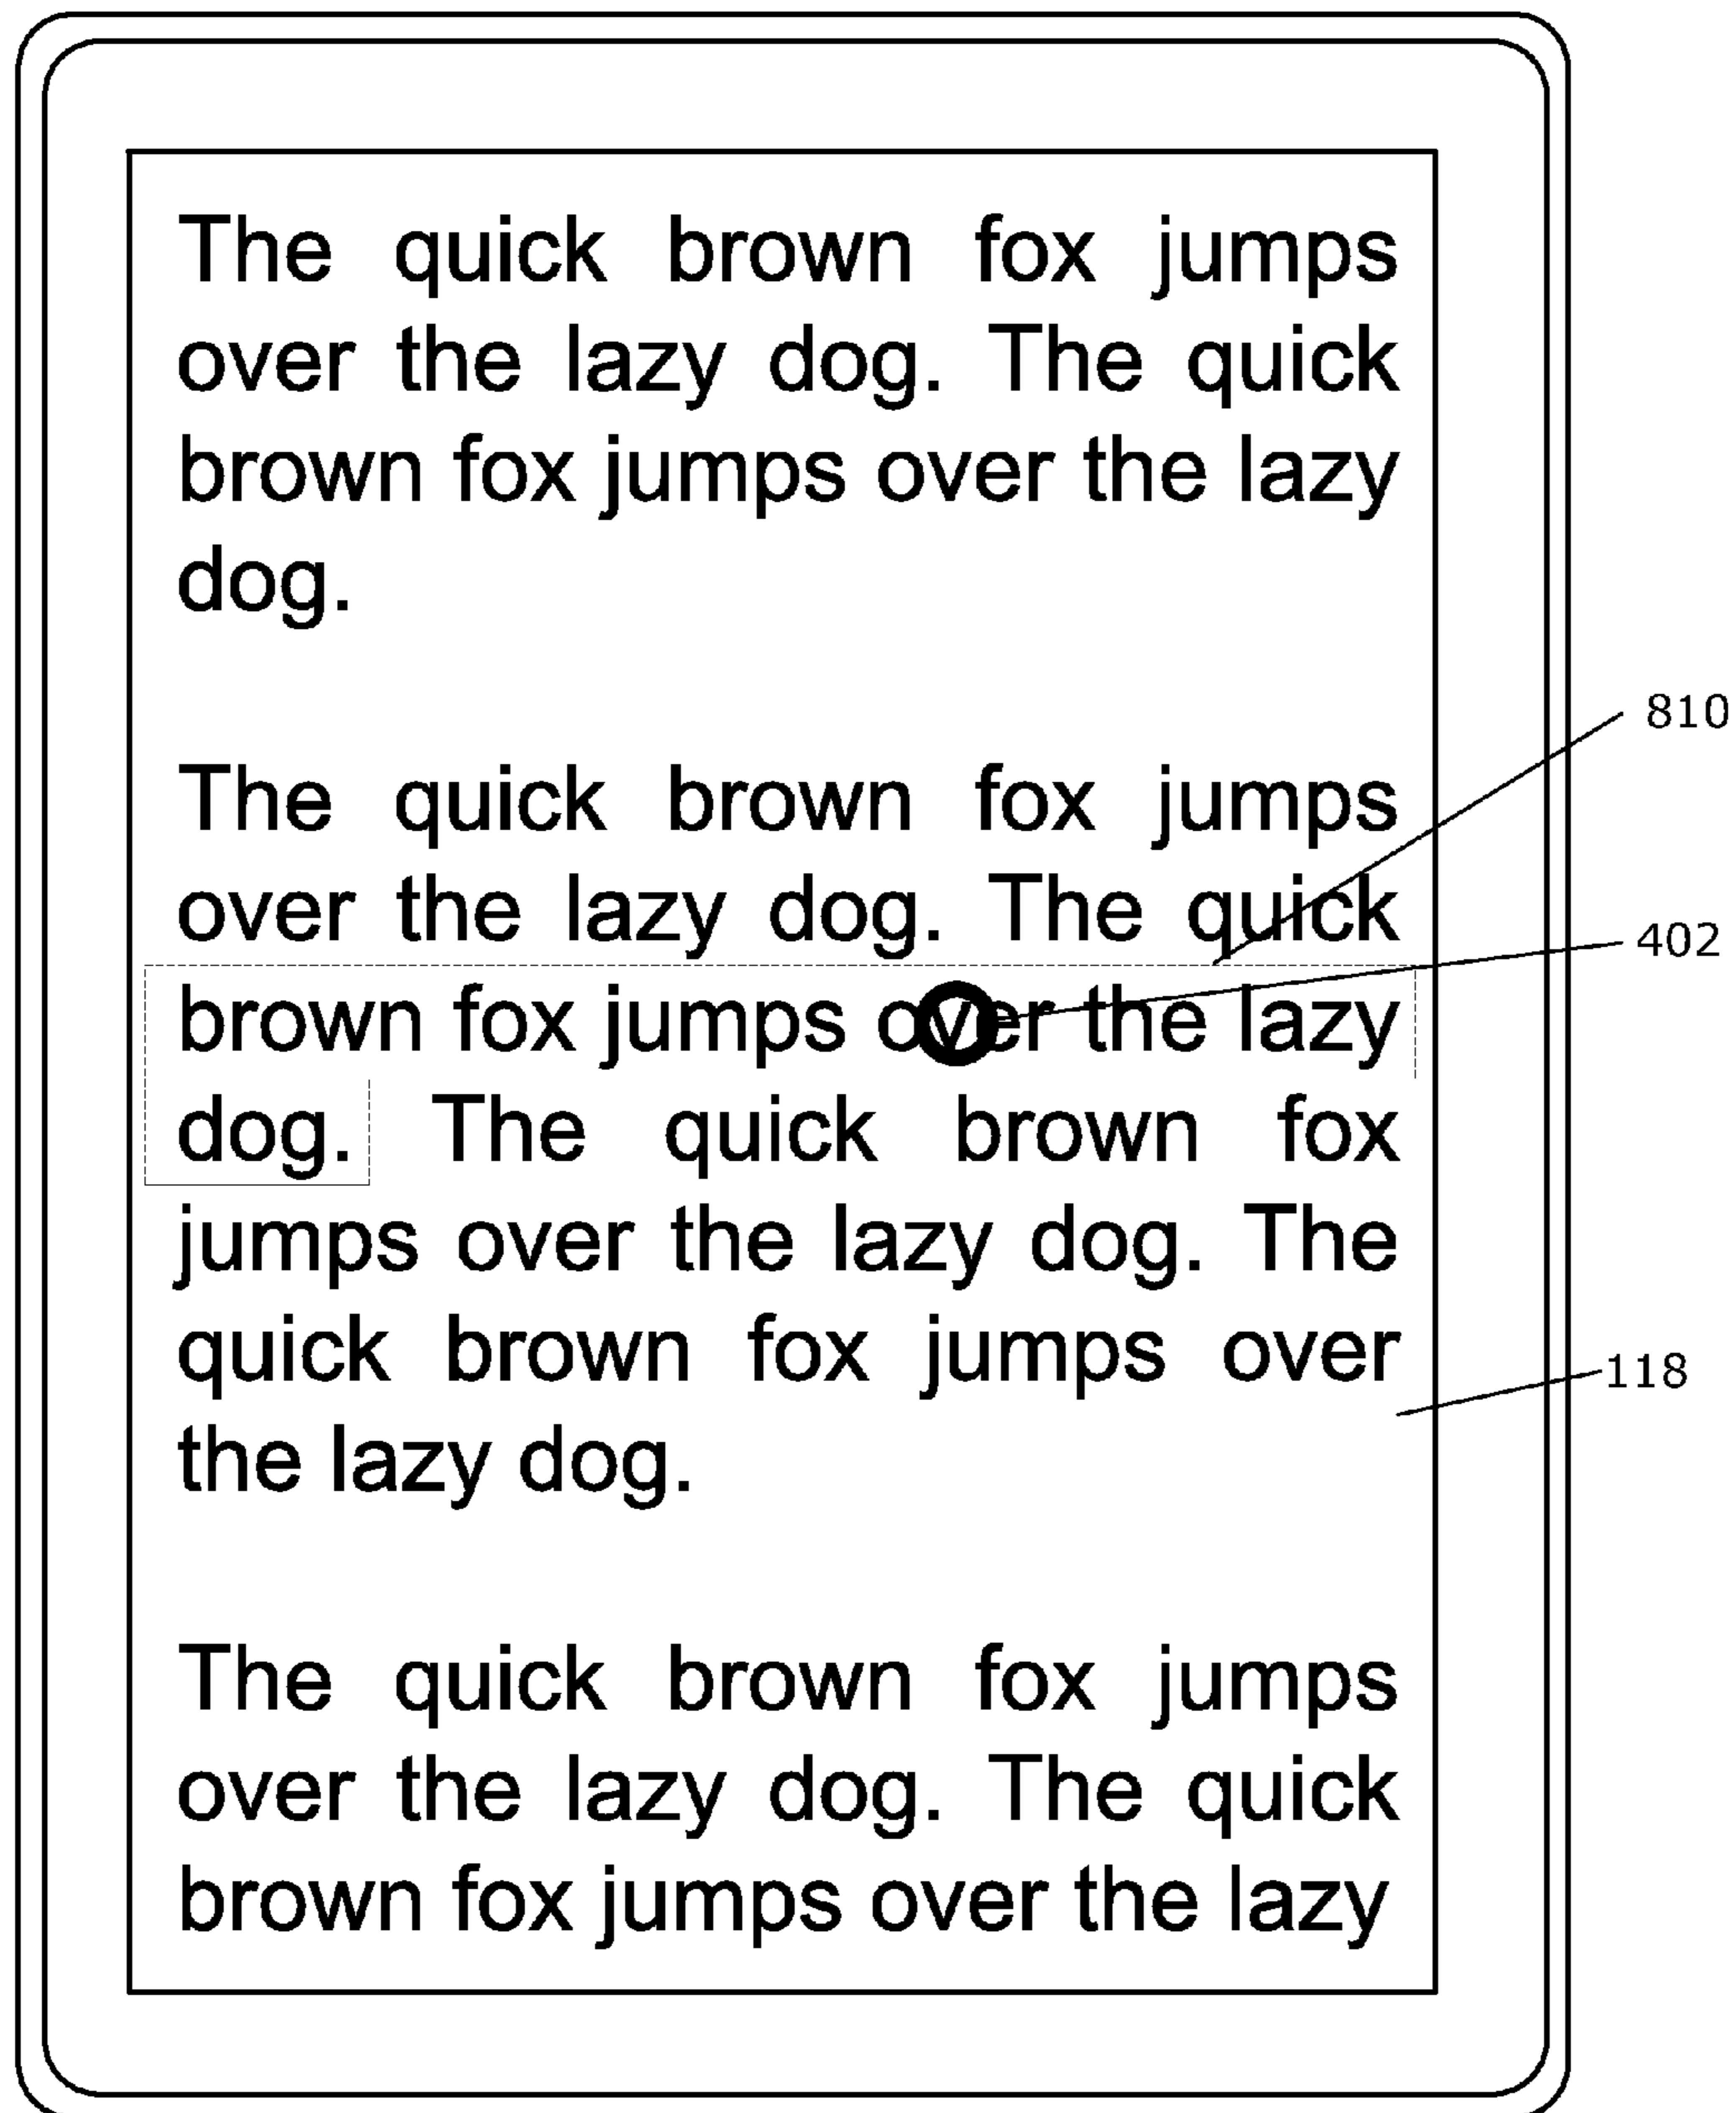 The quick brown fox jumps
over the lazy dog. The quick
brown fox jumps over the lazy
dog.
The quick brown fox jumps
over the lazy dog. The quick
brown fox jumps over the lazy
dog. The quick brown fox
jumps over the lazy dog. The
quick brown fox jumps over
the lazy dog.
The quick brown fox jumps
over the lazy dog. The quick
brown fox jumps over the lazy
810
402
118